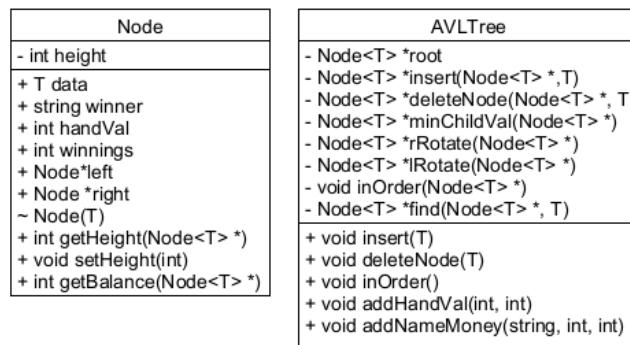 Node
- int height
+ T data
+ string winner
+ int handVal
+ int winnings
+ Node*left
+ Node *right
~ Node(T)
+ int getHeight(Node<T> *)
+ void setHeight(int)
+ int getBalance(Node<T> *)
AVLTree
- Node<T> *root
- Node<T> *insert(Node<T> *,T)
- Node<T> *deleteNode(Node<T> *, T
- Node<T> *minChildVal(Node<T> *)
- Node<T> *rRotate(Node<T> *)
- Node<T> *lRotate(Node<T> *)
- void inOrder(Node<T> *)
- Node<T> *find(Node<T> *, T)
+ void insert(T)
+ void deleteNode(T)
+ void inOrder()
+ void addHandVal(int, int)
+ void addNameMoney(string, int, int)